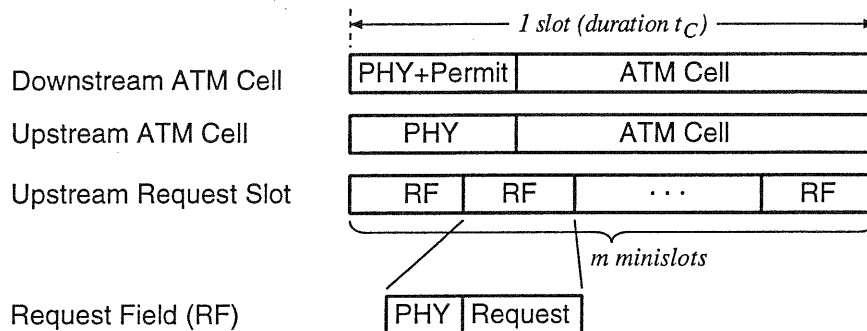 1 slot (duration tC)
Downstream ATM Cell PHY+Permit ATM Cell
Upstream ATM Cell PHY ATM Cell
Upstream Request Slot RF RF · · · RF
m minislots
Request Field (RF) PHY Request